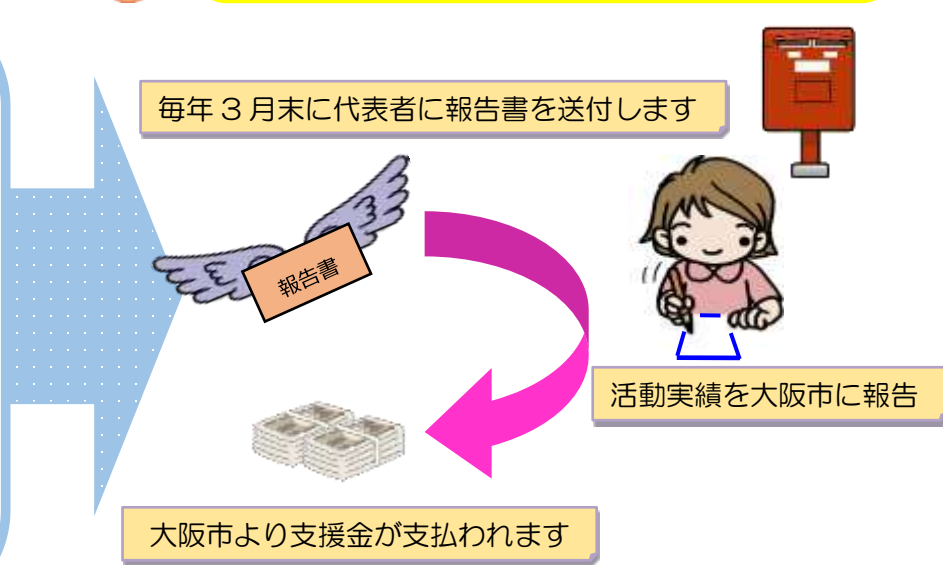 毎年3月末に代表者に報告書を送付します
報告書
活動実績を大阪市に報告
大阪市より支援金が支払われます